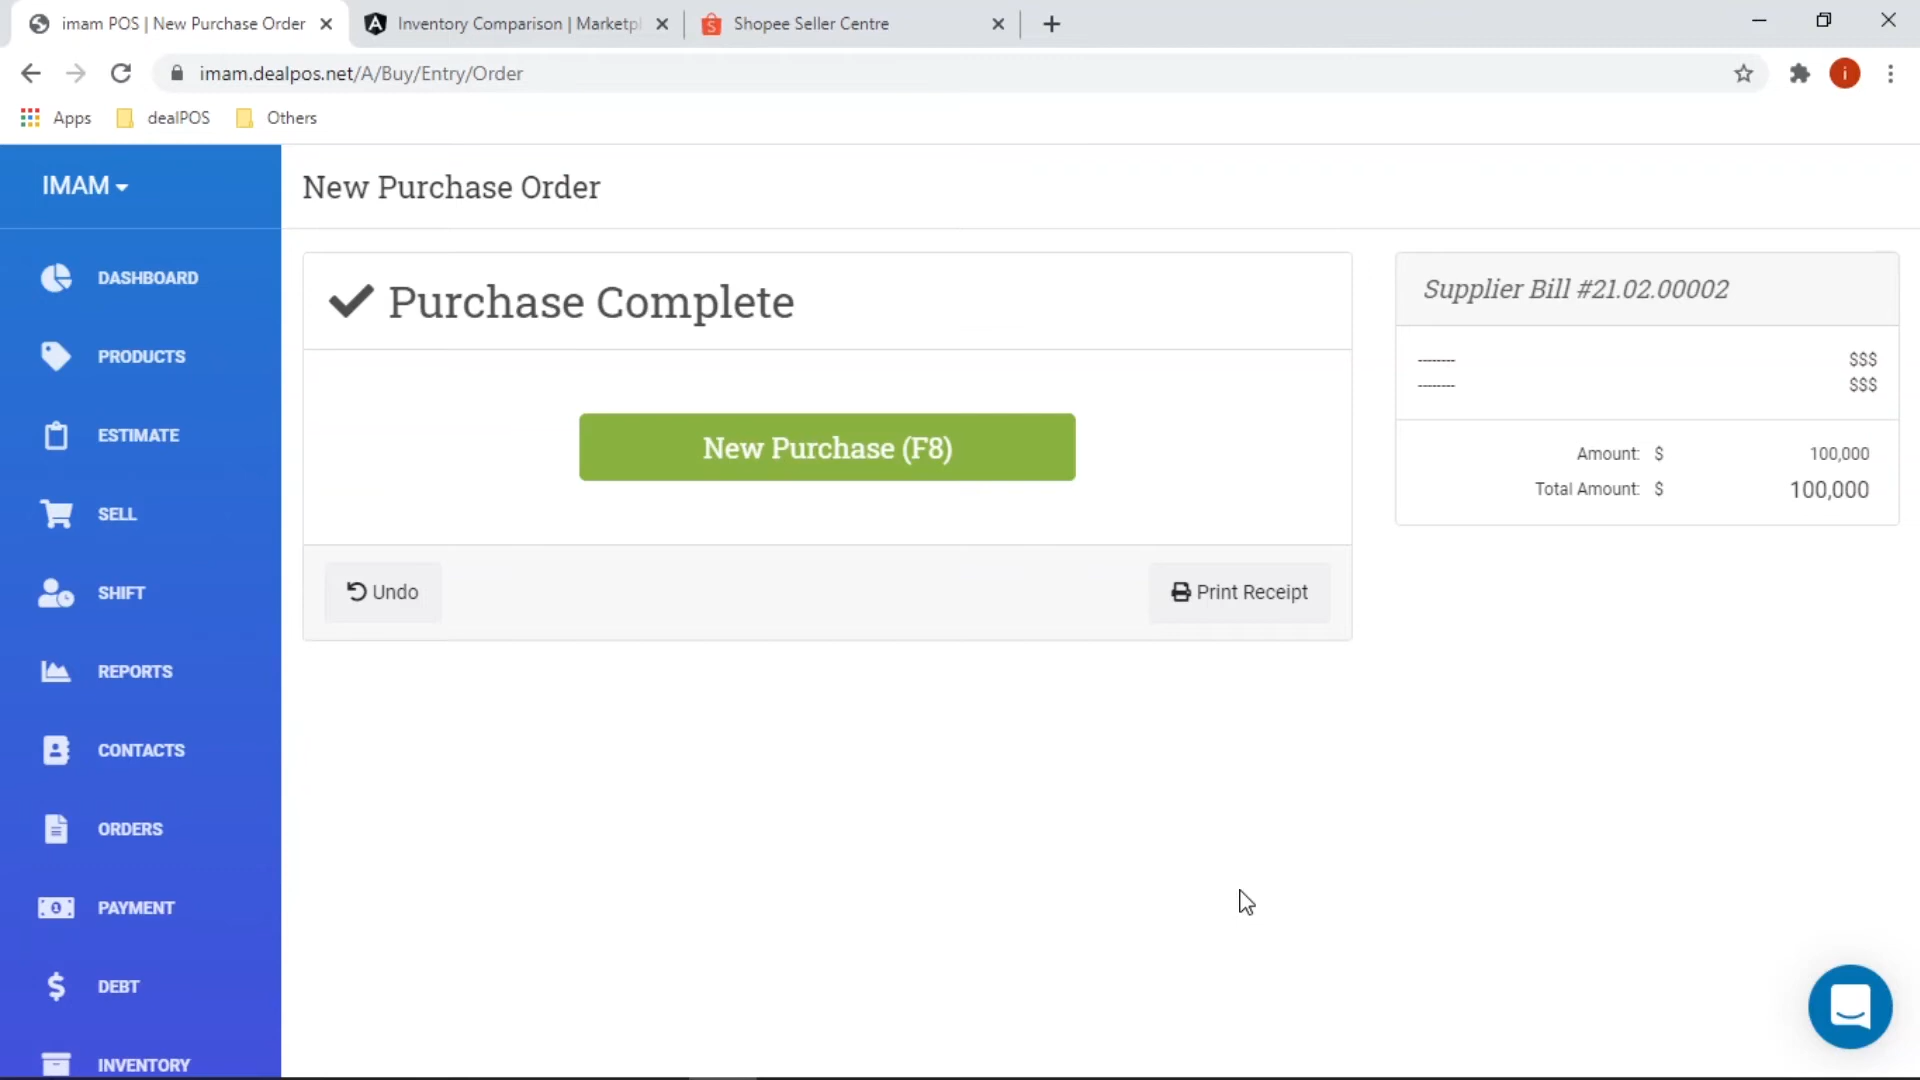 imam POS | New Purchase Order
Inventory Comparison | Marketpl
Shopee Seller Centre
imam.dealpos.net/A/Buy/Entry/Order
i
Apps
dealPOS
Others
IMAM
New Purchase Order
DASHBOARD
PRODUCTS
ESTIMATE
SELL
SHIFT
REPORTS
CONTACTS
ORDERS
PAYMENT
DEBT
INVENTORY
Purchase Complete
New Purchase (F8)
Undo
Print Receipt
Supplier Bill #21.02.00002
-------- $$$
-------- $$$
Amount: $ 100,000
Total Amount: $ 100,000